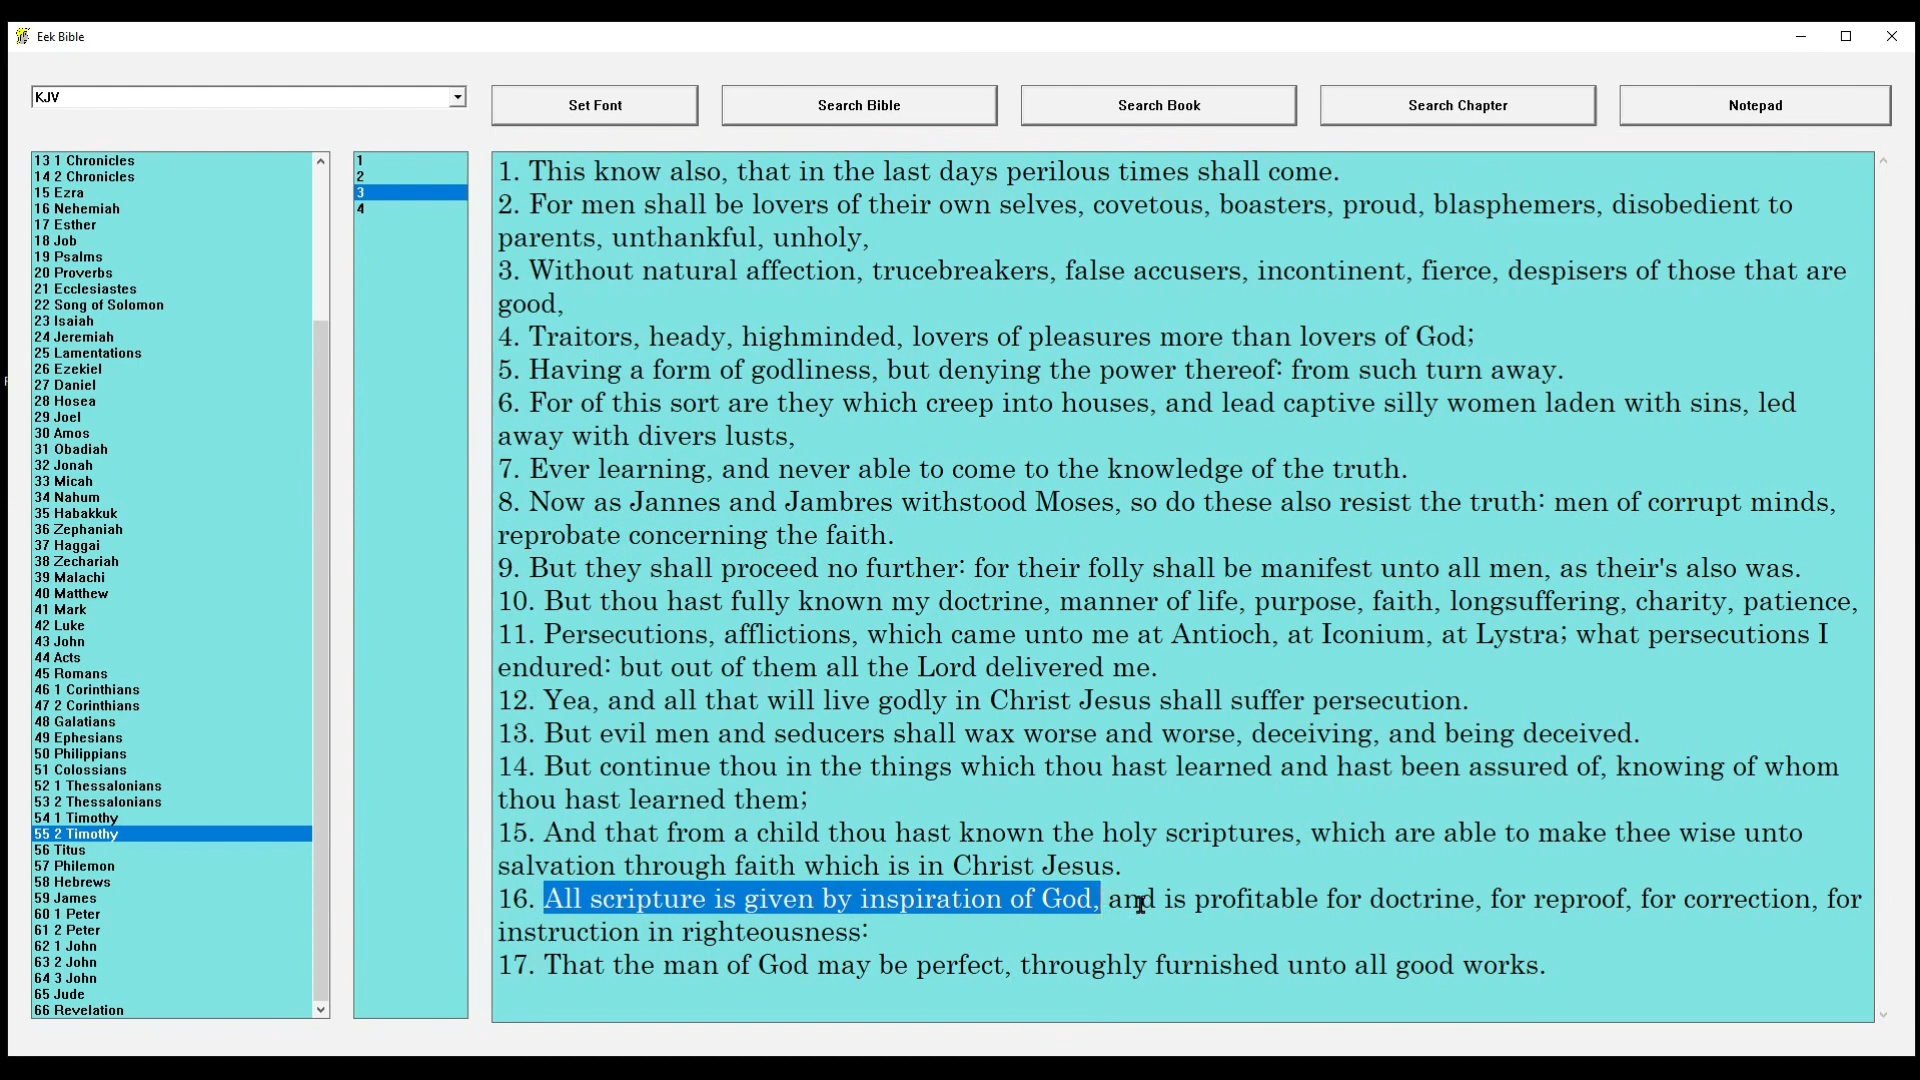 Eek Bible
KJV
Set Font
Search Bible
Search Book
Search Chapter
Notepad
13 1 Chronicles
14 2 Chronicles
15 Ezra
16 Nehemiah
17 Esther
18 Job
19 Psalms
20 Proverbs
21 Ecclesiastes
22 Song of Solomon
23 Isaiah
24 Jeremiah
25 Lamentations
26 Ezekiel
27 Daniel
28 Hosea
29 Joel
30 Amos
31 Obadiah
32 Jonah
33 Micah
34 Nahum
35 Habakkuk
36 Zephaniah
37 Haggai
38 Zechariah
39 Malachi
40 Matthew
41 Mark
42 Luke
43 John
44 Acts
45 Romans
46 1 Corinthians
47 2 Corinthians
48 Galatians
49 Ephesians
50 Philippians
51 Colossians
52 1 Thessalonians
53 2 Thessalonians
54 1 Timothy
55 2 Timothy
56 Titus
57 Philemon
58 Hebrews
59 James
60 1 Peter
61 2 Peter
62 1 John
63 2 John
64 3 John
65 Jude
66 Revelation
1
2
3
4
1. This know also, that in the last days perilous times shall come.
2. For men shall be lovers of their own selves, covetous, boasters, proud, blasphemers, disobedient to
parents, unthankful, unholy,
3. Without natural affection, trucebreakers, false accusers, incontinent, fierce, despisers of those that are
good,
4. Traitors, heady, highminded, lovers of pleasures more than lovers of God;
5. Having a form of godliness, but denying the power thereof: from such turn away.
6. For of this sort are they which creep into houses, and lead captive silly women laden with sins, led
away with divers lusts,
7. Ever learning, and never able to come to the knowledge of the truth.
8. Now as Jannes and Jambres withstood Moses, so do these also resist the truth: men of corrupt minds,
reprobate concerning the faith.
9. But they shall proceed no further: for their folly shall be manifest unto all men, as their's also was.
10. But thou hast fully known my doctrine, manner of life, purpose, faith, longsuffering, charity, patience,
11. Persecutions, afflictions, which came unto me at Antioch, at Iconium, at Lystra; what persecutions I
endured: but out of them all the Lord delivered me.
12. Yea, and all that will live godly in Christ Jesus shall suffer persecution.
13. But evil men and seducers shall wax worse and worse, deceiving, and being deceived.
14. But continue thou in the things which thou hast learned and hast been assured of, knowing of whom
thou hast learned them;
15. And that from a child thou hast known the holy scriptures, which are able to make thee wise unto
salvation through faith which is in Christ Jesus.
16. All scripture is given by inspiration of God, and is profitable for doctrine, for reproof, for correction, for
instruction in righteousness:
17. That the man of God may be perfect, throughly furnished unto all good works.